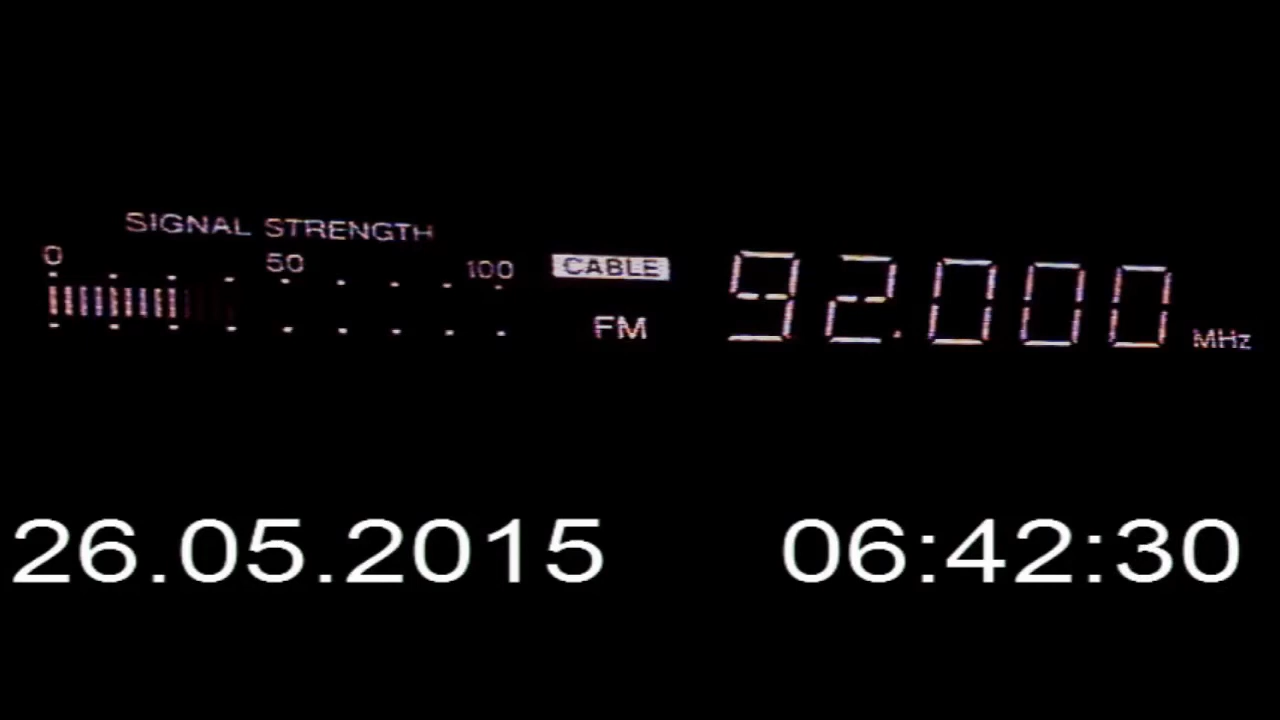 SIGNAL STRENGTH
0 50 100
CABLE
FM 92.000 MHz
26.05.2015 06:42:30